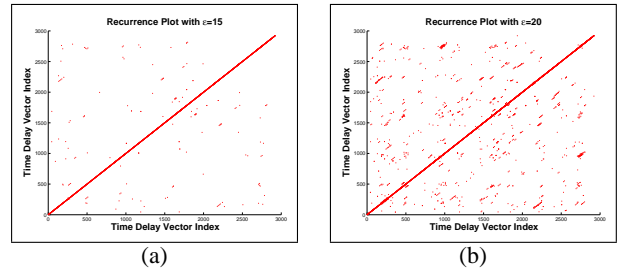 Recurrence Plot with ε=15
3000
2500
2000
1500
1000
500
0
Time Delay Vector Index
0 500 1000 1500 2000 2500 3000
Time Delay Vector Index
(a)
Recurrence Plot with ε=20
3000
2500
2000
1500
1000
500
0
Time Delay Vector Index
0 500 1000 1500 2000 2500 3000
Time Delay Vector Index
(b)